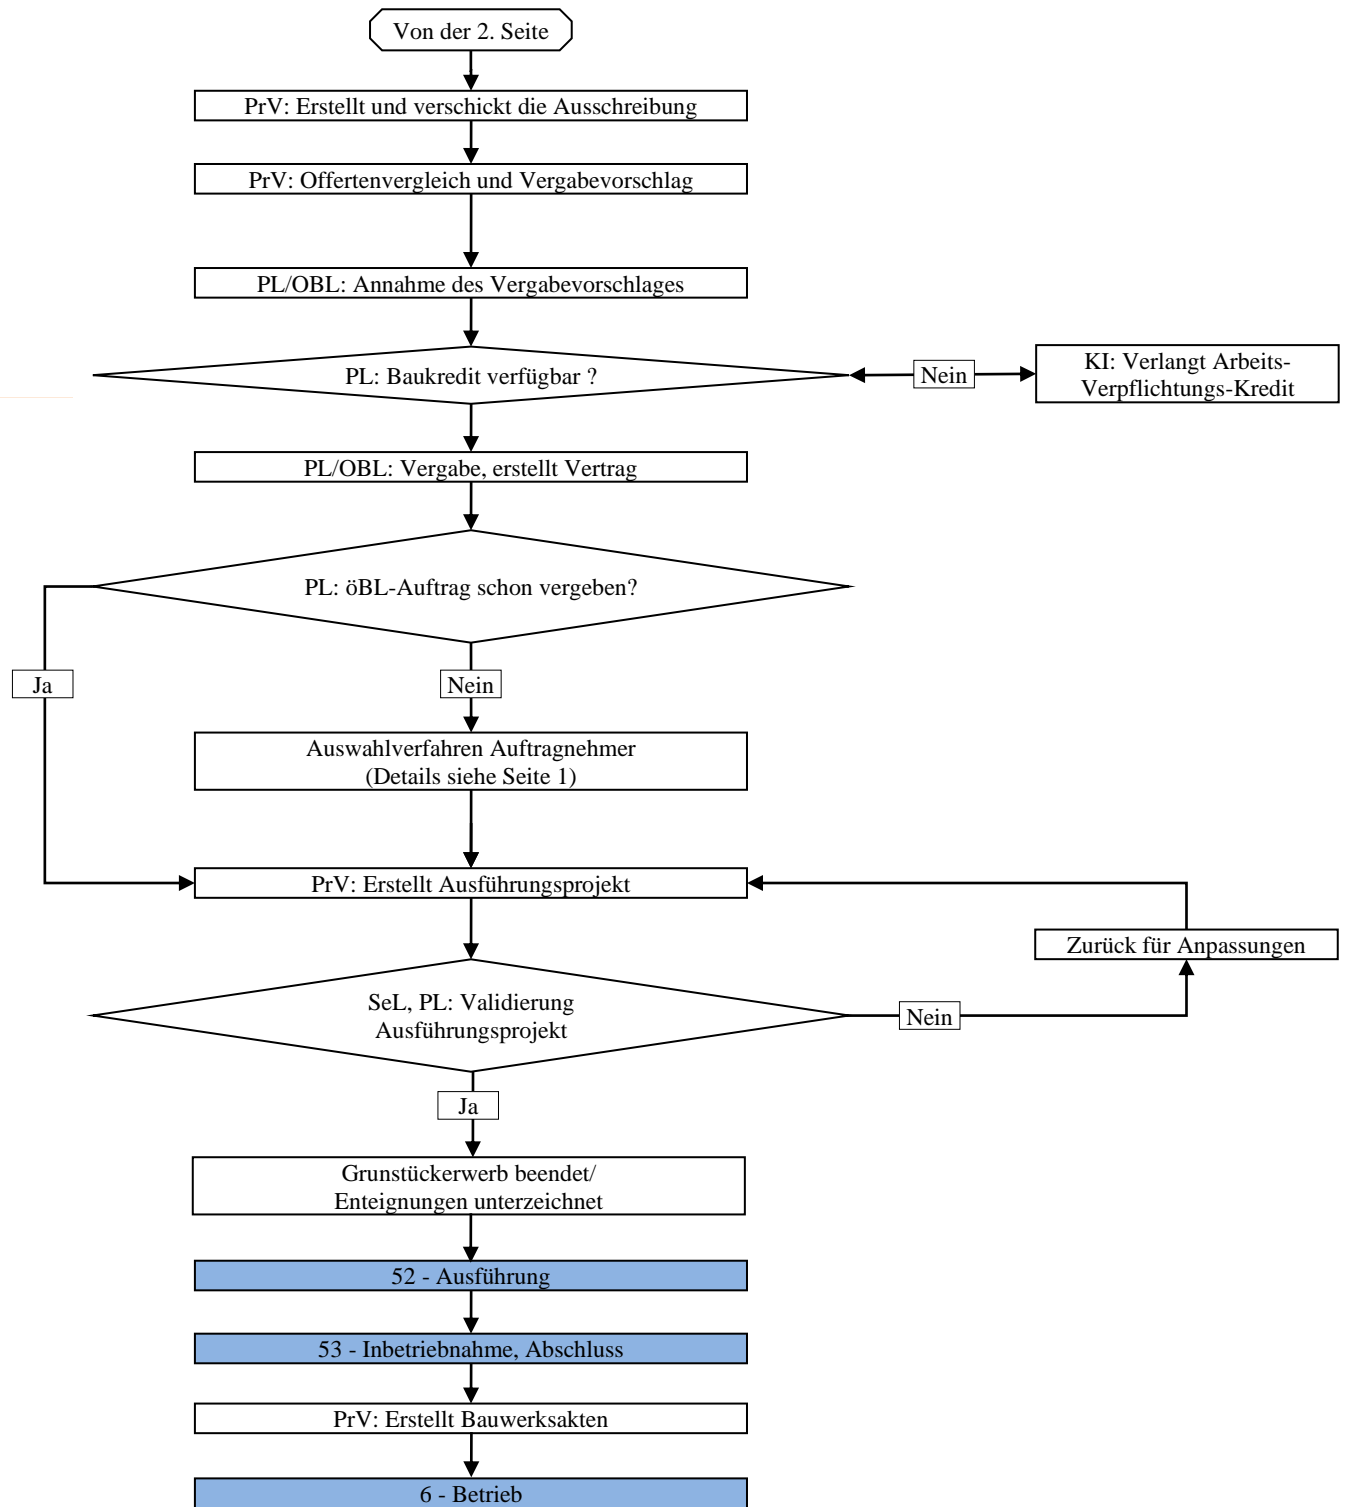 Von der 2. Seite
PrV: Erstellt und verschickt die Ausschreibung
PrV: Offertenvergleich und Vergabevorschlag
PL/OBL: Annahme des Vergabevorschlages
PL: Baukredit verfügbar ?
Nein
KI: Verlangt Arbeits-
Verpflichtungs-Kredit
PL/OBL: Vergabe, erstellt Vertrag
PL: öBL-Auftrag schon vergeben?
Ja
Nein
Auswahlverfahren Auftragnehmer
(Details siehe Seite 1)
PrV: Erstellt Ausführungsprojekt
Zurück für Anpassungen
SeL, PL: Validierung
Ausführungsprojekt
Nein
Ja
Grunstückerwerb beendet/
Enteignungen unterzeichnet
52 - Ausführung
53 - Inbetriebnahme, Abschluss
PrV: Erstellt Bauwerksakten
6 - Betrieb